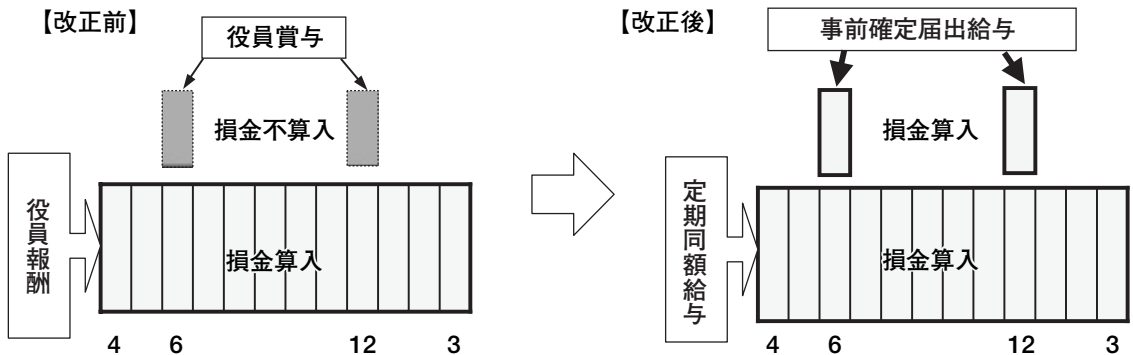 【改正前】
役員賞与
損金不算入
役員報酬
損金算入
4 6 12 3
【改正後】
事前確定届出給与
損金算入
定期同額給与
損金算入
4 6 12 3